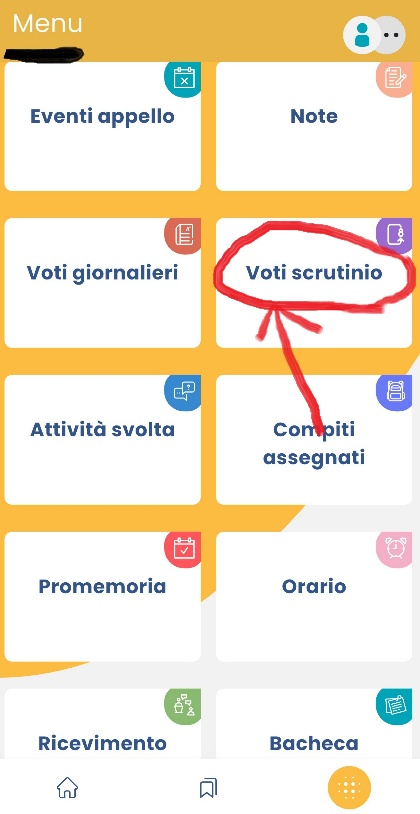 Menu
Eventi appello
Note
Voti giornalieri
Voti scrutinio
Attività svolta
Compiti
assegnati
Promemoria
Orario
Ricevimento
Bacheca